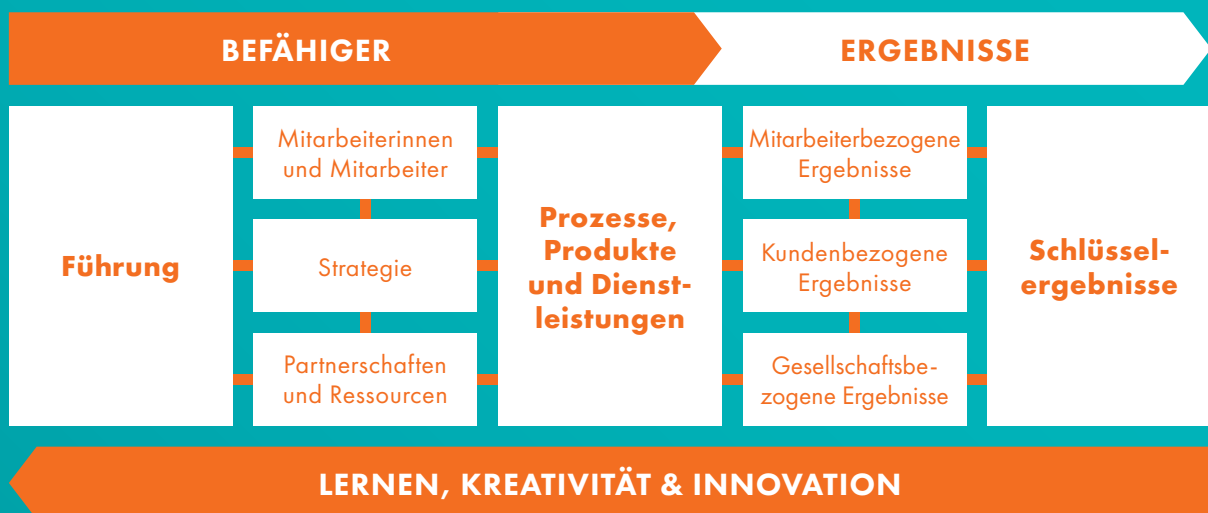 BEFÄHIGER
ERGEBNISSE
Führung
Mitarbeiterinnen
und Mitarbeiter
Strategie
Partnerschaften
und Ressourcen
Prozesse,
Produkte
und Dienst-
leistungen
Mitarbeiterbezogene
Ergebnisse
Kundenbezogene
Ergebnisse
Gesellschaftsbe-
zogene Ergebnisse
Schlüssel-
ergebnisse
LERNEN, KREATIVITÄT & INNOVATION